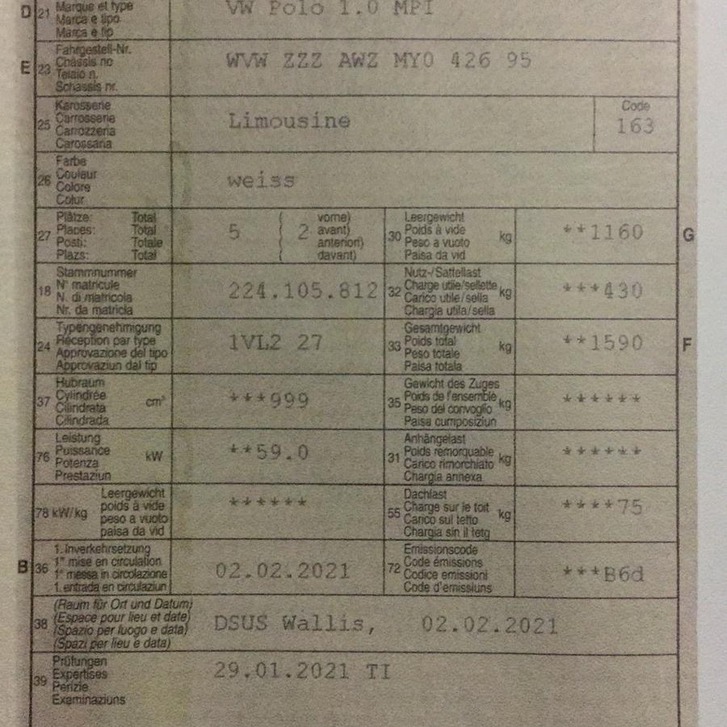 D 21 Marque et type VW Polo 1.0 MPI
Marca e tipo
Marca e tip
E 23 Fahrgestell-Nr. WVW ZZZ AWZ MY0 426 95
Châssis no
Telaio n.
Schassis nr.
25 Karosserie Limousine Code 163
Carrosserie
Carrozzeria
Carossaria
26 Farbe weiss
Couleur
Colore
Colur
27 Plätze: Total 5 ( 2 vorne) 30 Leergewicht kg **1160 G
Places: Total ( avant) Poids à vide
Posti: Totale ( anteriori) Peso a vuoto
Plazs: Total ( davant) Paisa da vid
18 Stammnummer 224.105.812 32 Nutz-/Sattellast kg ***430
N° matricule Charge utile/sellette
N. di matricola Carico utile/sella
Nr. da matricla Chargia utila/sella
24 Typengenehmigung 1VL2 27 33 Gesamtgewicht kg **1590 F
Réception par type Poids total
Approvazione del tipo Peso totale
Approvaziun dal tip Paisa totala
37 Hubraum cm³ ***999 35 Gewicht des Zuges kg ******
Cylindrée Poids de l'ensemble
Cilindrata Peso del convoglio
Cilindrada Paisa cumposiziun
76 Leistung kW **59.0 31 Anhängelast kg ******
Puissance Poids remorquable
Potenza Carico rimorchiato
Prestaziun Chargia annexa
78 kW/kg Leergewicht ****** 55 Dachlast kg ****75
poids à vide Charge sur le toit
peso a vuoto Carico sul tetto
paisa da vid Chargia sin il tetg
B 36 1. Inverkehrsetzung 02.02.2021 72 Emissionscode ***B6d
1re mise en circulation Code émissions
1a messa in circolazione Codice emissioni
1. entrada en circulaziun Code d'emissiuns
38 (Raum für Ort und Datum) DSUS Wallis, 02.02.2021
(Espace pour lieu et date)
(Spazio per luogo e data)
(Spazi per lieu e data)
39 Prüfungen 29.01.2021 TI
Expertises
Perizie
Examinaziuns